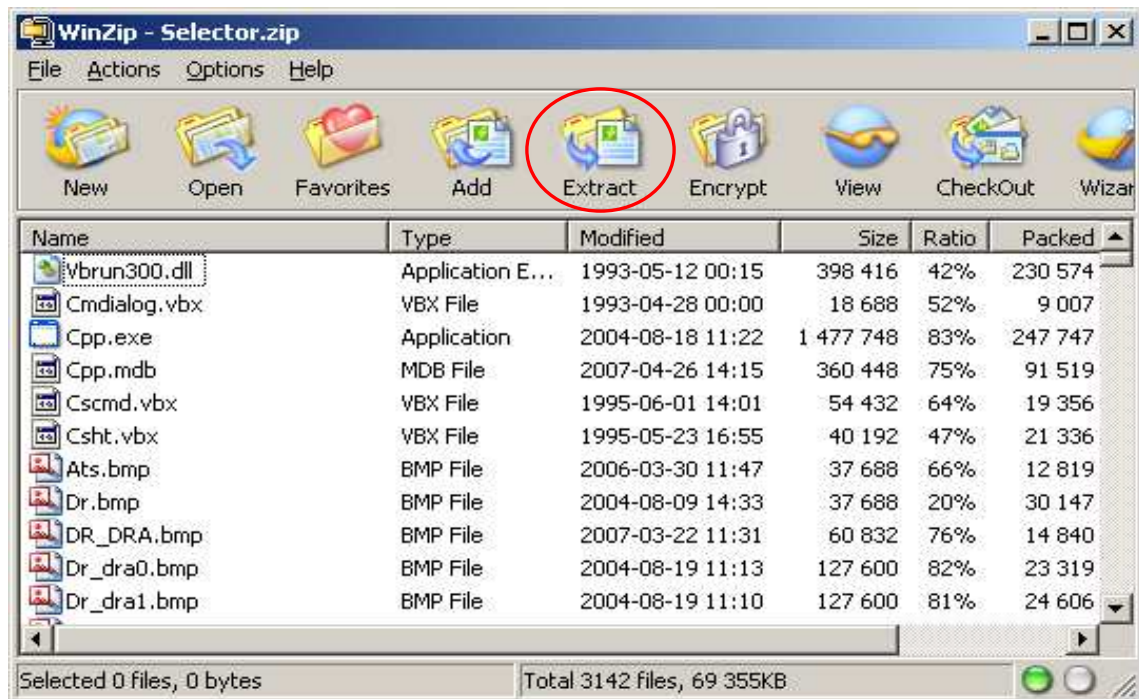 WinZip - Selector.zip
File Actions Options Help
New Open Favorites Add Extract Encrypt View CheckOut Wizar
Name Type Modified Size Ratio Packed
Vbrun300.dll Application E... 1993-05-12 00:15 398 416 42% 230 574
Cmdialog.vbx VBX File 1993-04-28 00:00 18 688 52% 9 007
Cpp.exe Application 2004-08-18 11:22 1 477 748 83% 247 747
Cpp.mdb MDB File 2007-04-26 14:15 360 448 75% 91 519
Cscmd.vbx VBX File 1995-06-01 14:01 54 432 64% 19 356
Csht.vbx VBX File 1995-05-23 16:55 40 192 47% 21 336
Ats.bmp BMP File 2006-03-30 11:47 37 688 66% 12 819
Dr.bmp BMP File 2004-08-09 14:33 37 688 20% 30 147
DR_DRA.bmp BMP File 2007-03-22 11:31 60 832 76% 14 840
Dr_dra0.bmp BMP File 2004-08-19 11:13 127 600 82% 23 319
Dr_dra1.bmp BMP File 2004-08-19 11:10 127 600 81% 24 606
Selected 0 files, 0 bytes Total 3142 files, 69 355KB